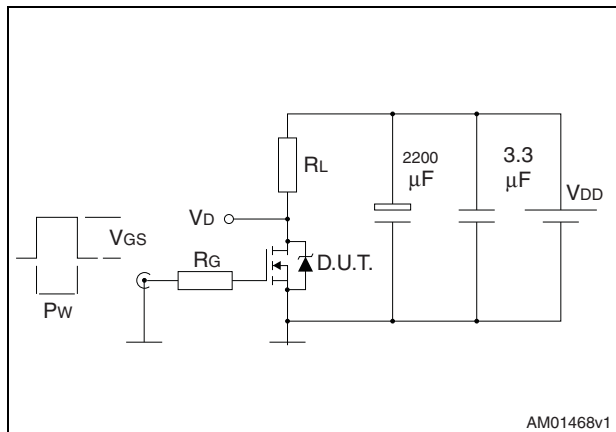 RL
2200
μF
3.3
μF
VDD
VD
VGS
RG
D.U.T.
PW
AM01468v1